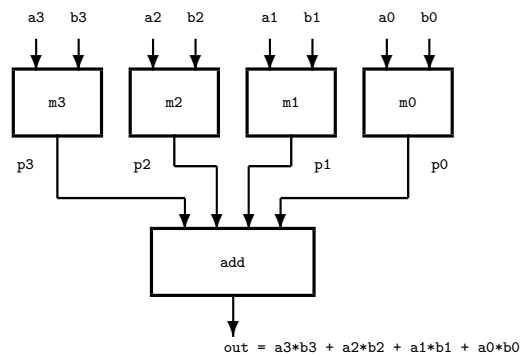 a3 b3 a2 b2 a1 b1 a0 b0
m3 m2 m1 m0
p3 p2 p1 p0
add
out = a3*b3 + a2*b2 + a1*b1 + a0*b0